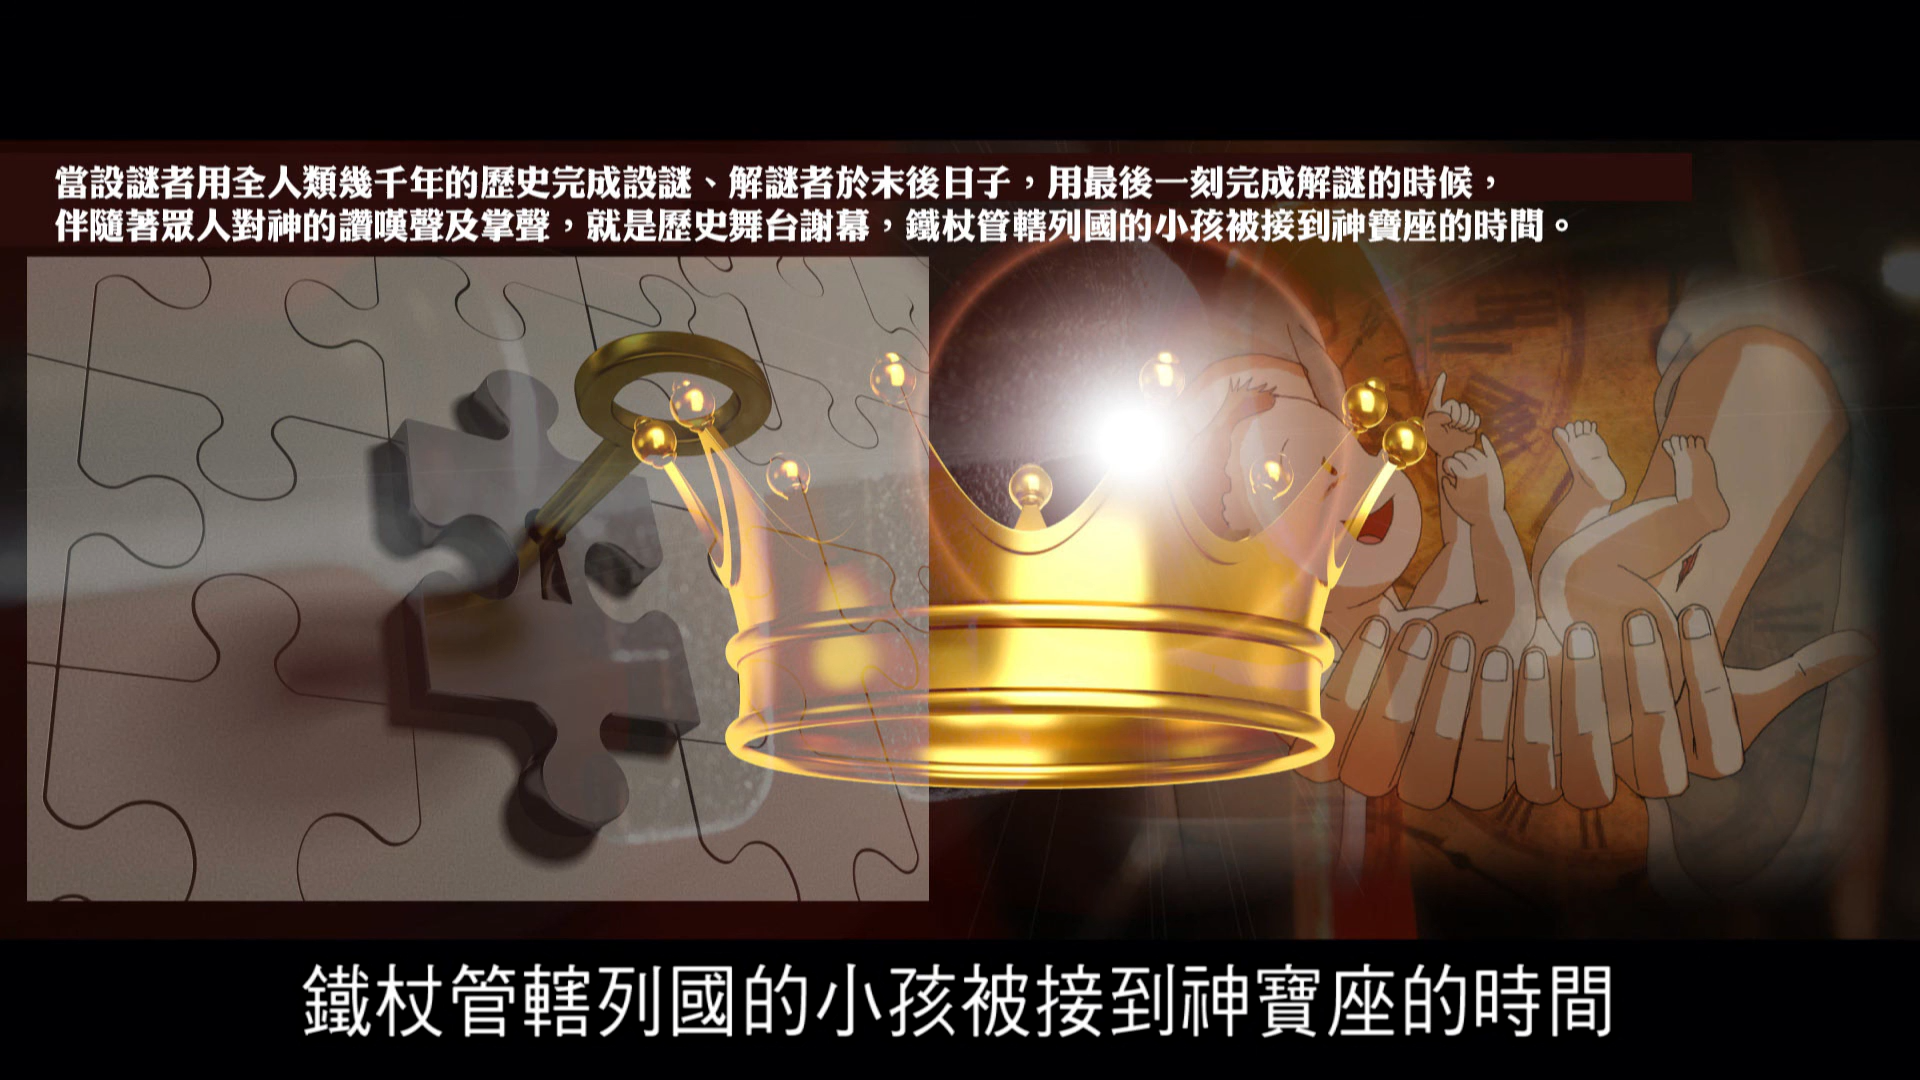 當設謎者用全人類幾千年的歷史完成設謎、解謎者於末後日子，用最後一刻完成解謎的時候，
伴隨著眾人對神的讚嘆聲及掌聲，就是歷史舞台謝幕，鐵杖管轄列國的小孩被接到神寶座的時間。
鐵杖管轄列國的小孩被接到神寶座的時間